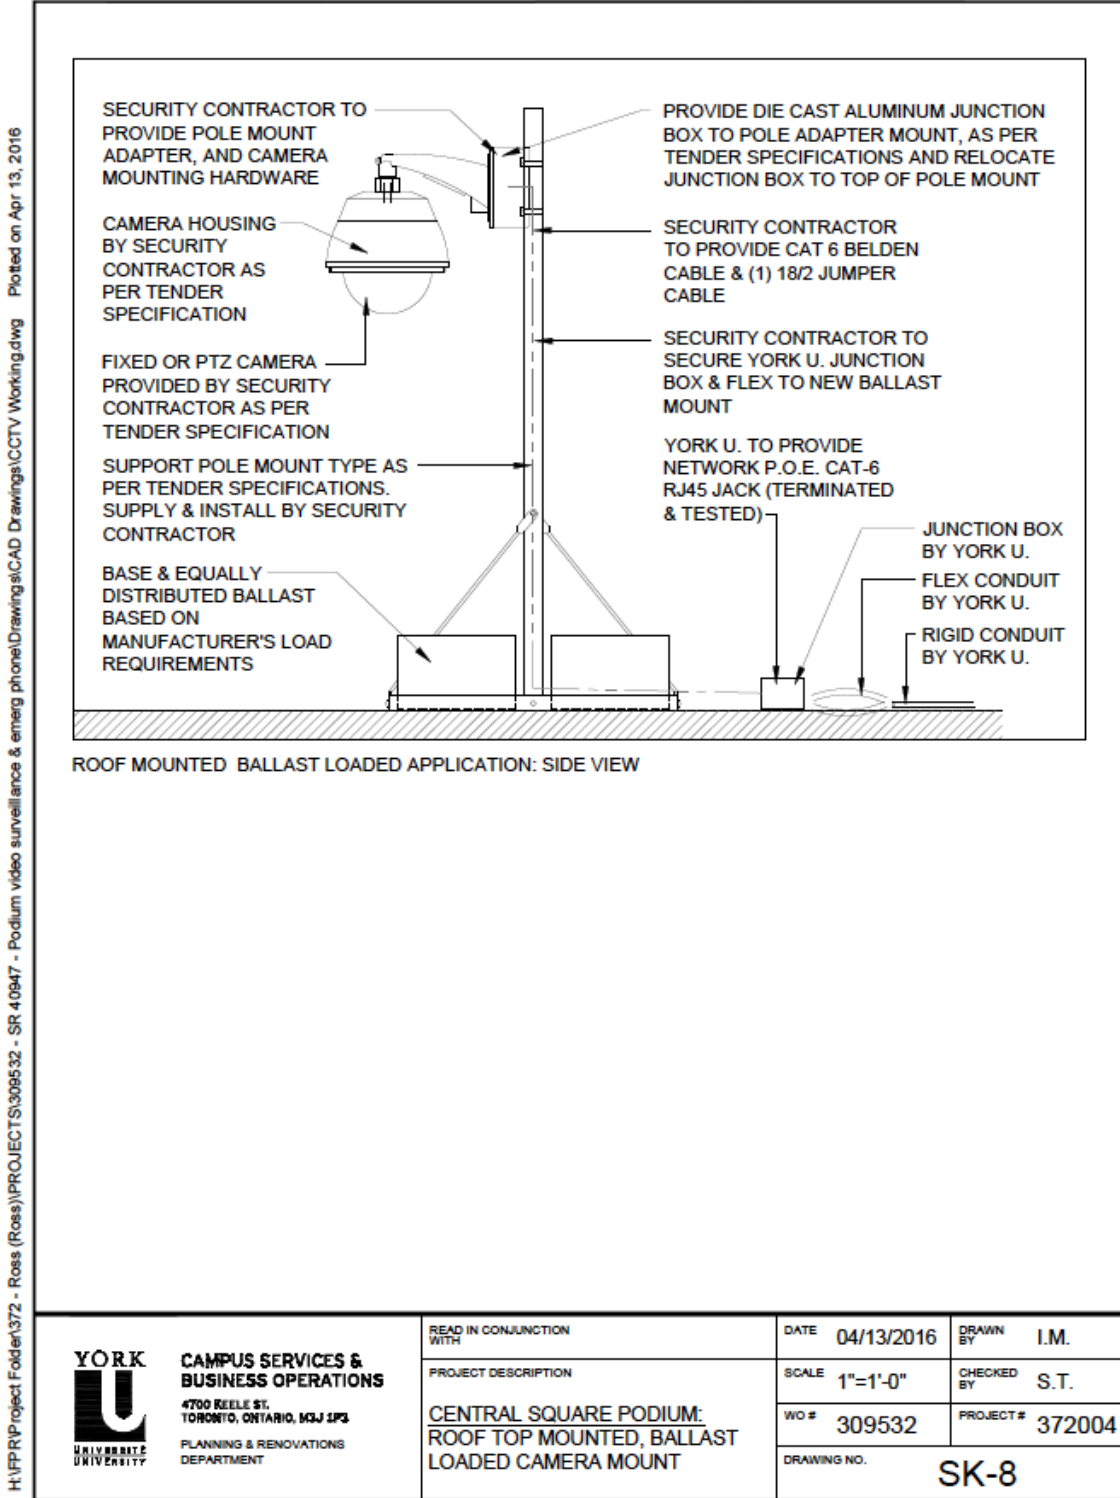 H:\FPR\Project Folder\372 - Ross (Ross)\PROJECTS\309532 - SR 40947 - Podium video surveillance & emerg phone\Drawings\CAD Drawings\CCTV Working.dwg    Plotted on Apr 13, 2016
SECURITY CONTRACTOR TO
PROVIDE POLE MOUNT
ADAPTER, AND CAMERA
MOUNTING HARDWARE
CAMERA HOUSING
BY SECURITY
CONTRACTOR AS
PER TENDER
SPECIFICATION
FIXED OR PTZ CAMERA
PROVIDED BY SECURITY
CONTRACTOR AS PER
TENDER SPECIFICATION
SUPPORT POLE MOUNT TYPE AS
PER TENDER SPECIFICATIONS.
SUPPLY & INSTALL BY SECURITY
CONTRACTOR
BASE & EQUALLY
DISTRIBUTED BALLAST
BASED ON
MANUFACTURER'S LOAD
REQUIREMENTS
PROVIDE DIE CAST ALUMINUM JUNCTION
BOX TO POLE ADAPTER MOUNT, AS PER
TENDER SPECIFICATIONS AND RELOCATE
JUNCTION BOX TO TOP OF POLE MOUNT
SECURITY CONTRACTOR
TO PROVIDE CAT 6 BELDEN
CABLE & (1) 18/2 JUMPER
CABLE
SECURITY CONTRACTOR TO
SECURE YORK U. JUNCTION
BOX & FLEX TO NEW BALLAST
MOUNT
YORK U. TO PROVIDE
NETWORK P.O.E. CAT-6
RJ45 JACK (TERMINATED
& TESTED)
JUNCTION BOX
BY YORK U.
FLEX CONDUIT
BY YORK U.
RIGID CONDUIT
BY YORK U.
ROOF MOUNTED  BALLAST LOADED APPLICATION: SIDE VIEW
YORK
U
UNIVERSITÉ
UNIVERSITY
CAMPUS SERVICES &
BUSINESS OPERATIONS
4700 KEELE ST.
TORONTO, ONTARIO, M3J 1P3
PLANNING & RENOVATIONS
DEPARTMENT
READ IN CONJUNCTION
WITH
PROJECT DESCRIPTION
CENTRAL SQUARE PODIUM:
ROOF TOP MOUNTED, BALLAST
LOADED CAMERA MOUNT
DATE 04/13/2016
DRAWN
BY I.M.
SCALE 1"=1'-0"
CHECKED
BY S.T.
WO # 309532
PROJECT # 372004
DRAWING NO.
SK-8